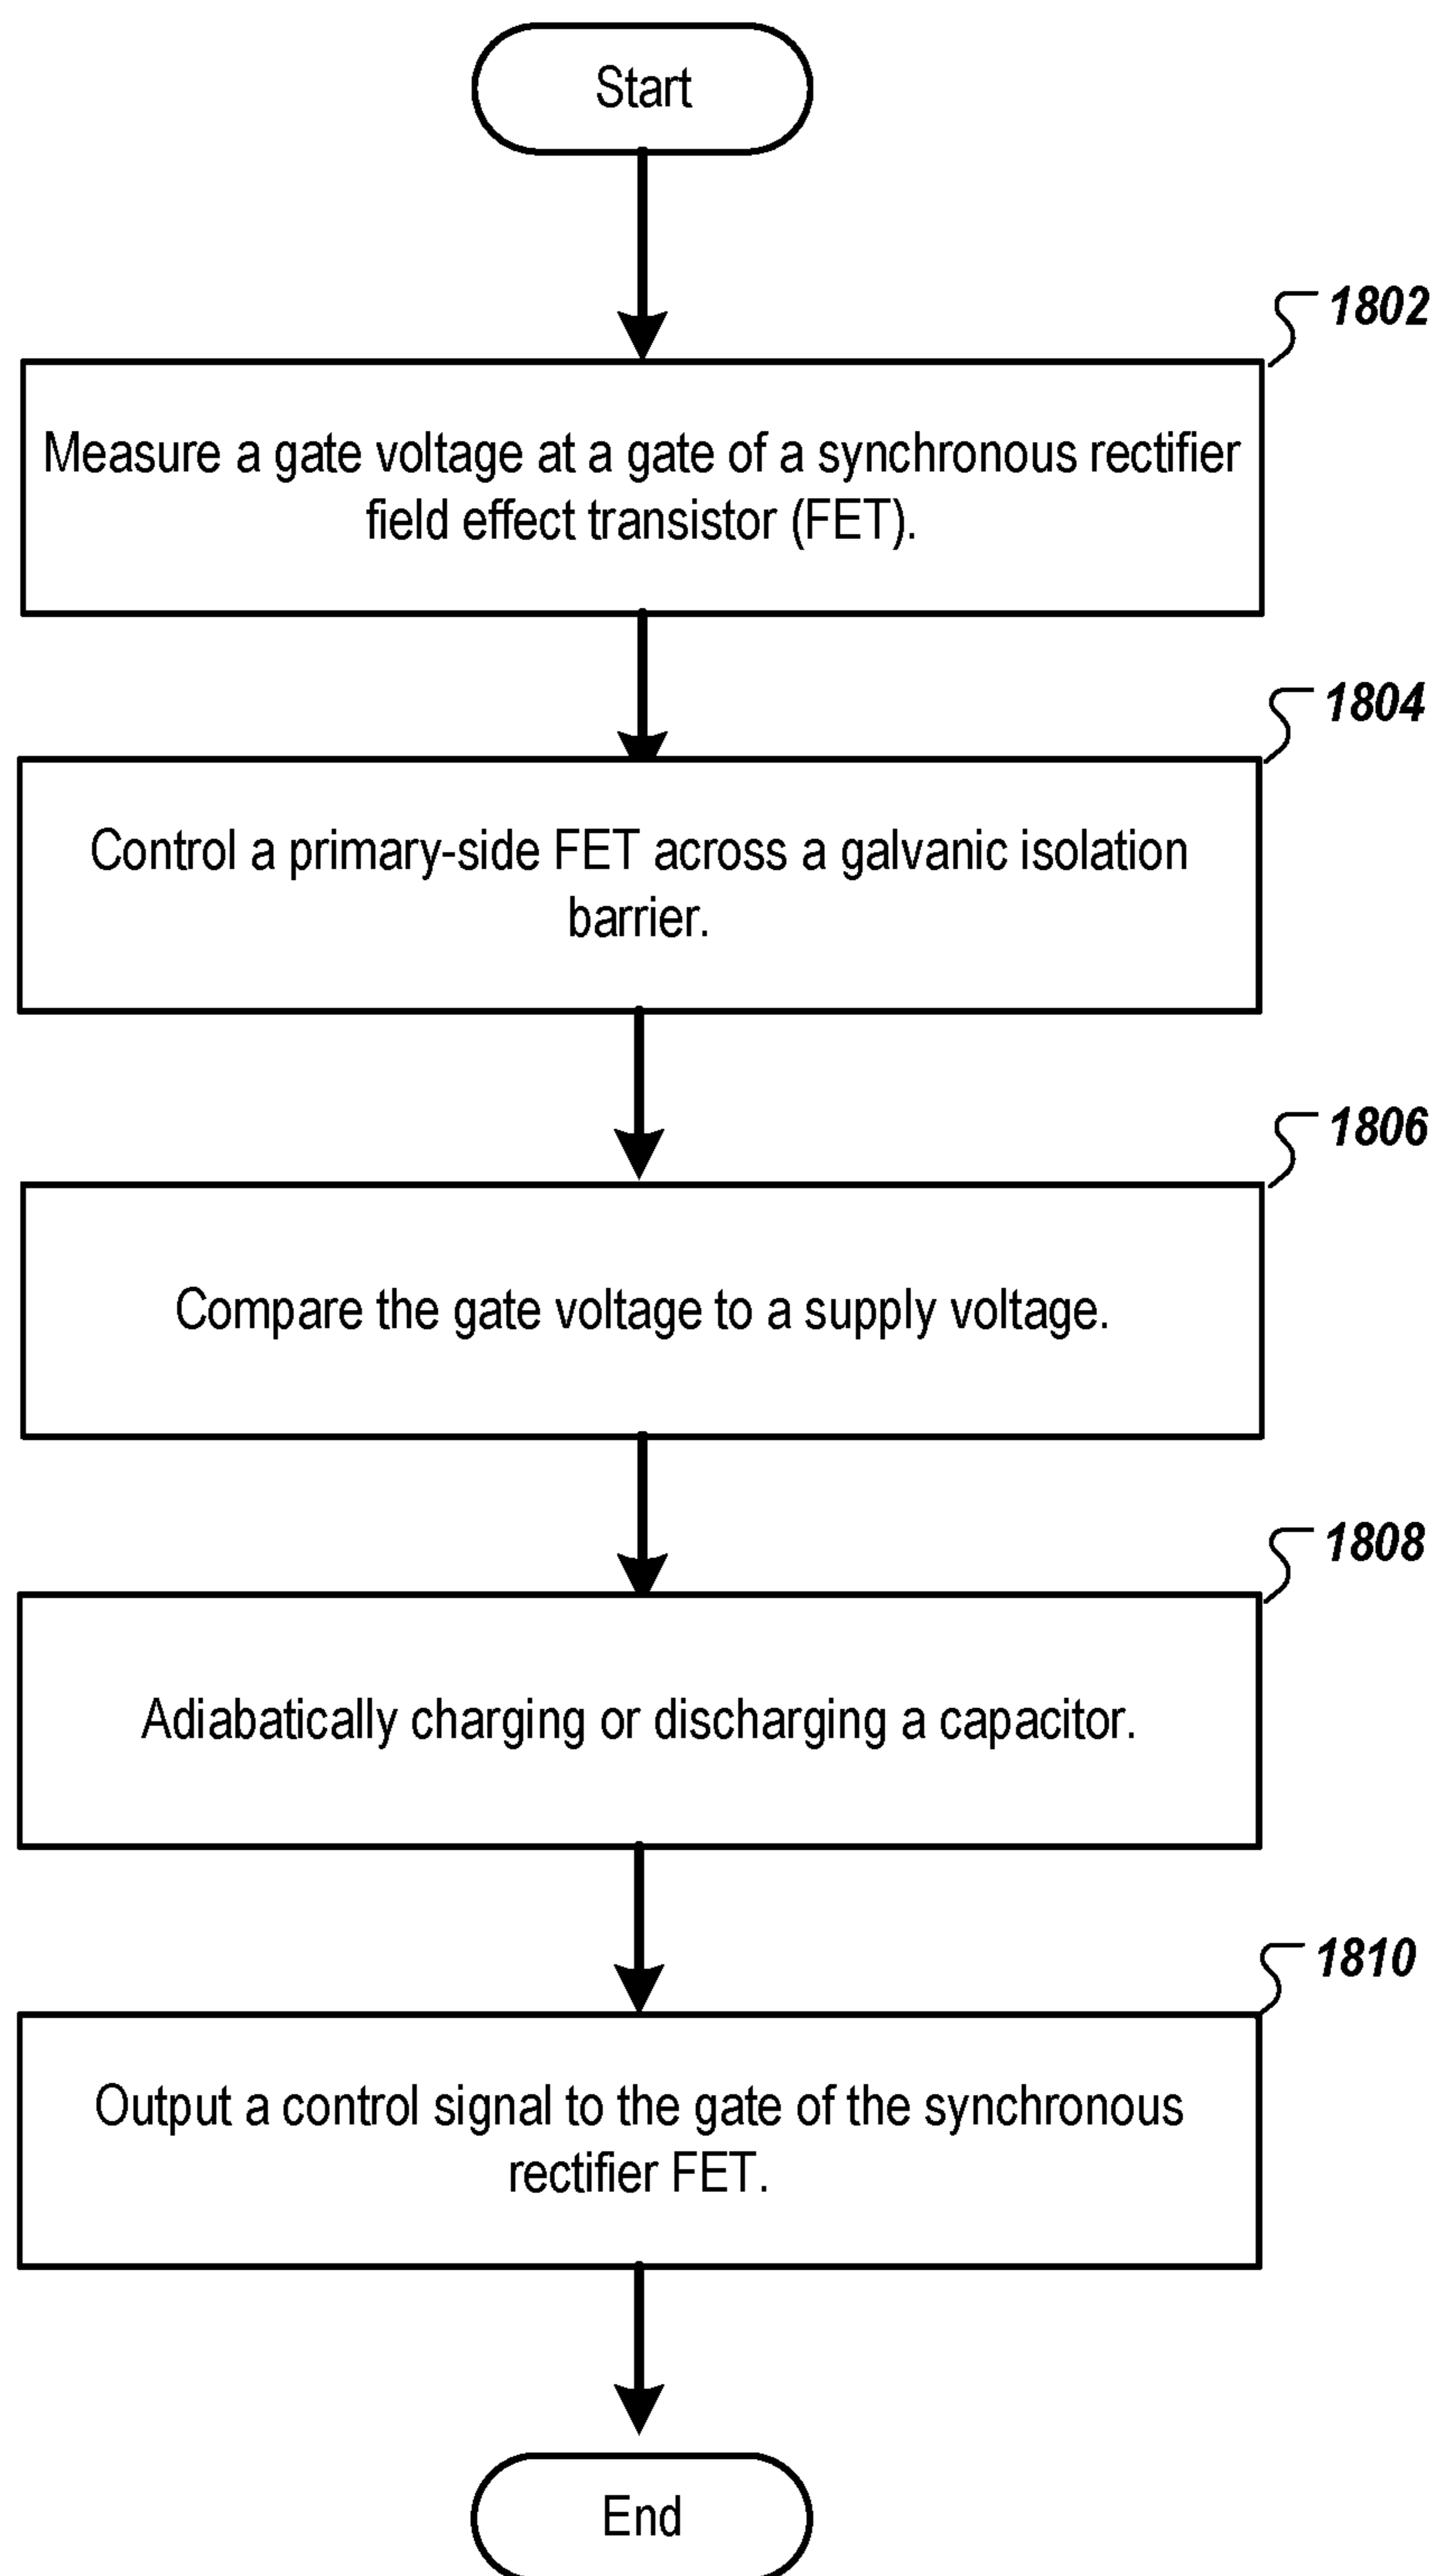 Start
1802
Measure a gate voltage at a gate of a synchronous rectifier
field effect transistor (FET).
1804
Control a primary-side FET across a galvanic isolation
barrier.
1806
Compare the gate voltage to a supply voltage.
1808
Adiabatically charging or discharging a capacitor.
1810
Output a control signal to the gate of the synchronous
rectifier FET.
End